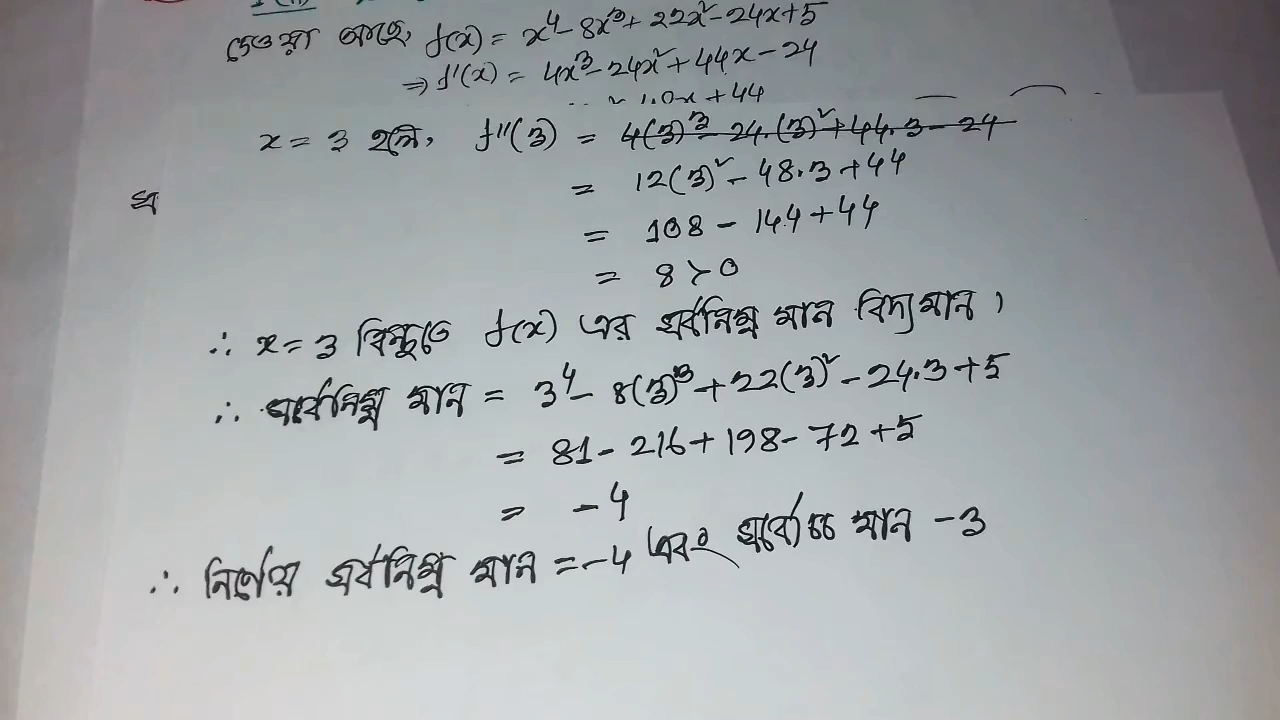 দেওয়া আছে, f(x) = x⁴ - 8x³ + 22x² - 24x + 5
⇒ f'(x) = 4x³ - 24x² + 44x - 24
x + 44
x = 3 হলে, f''(3) = 4(3)³ - 24.(3)² + 44.3 - 24
= 12(3)² - 48.3 + 44
ঘ
= 108 - 144 + 44
= 8 > 0
∴ x = 3 বিন্দুতে f(x) এর সর্বনিম্ন মান বিদ্যমান।
∴ সর্বনিম্ন মান = 3⁴ - 8(3)³ + 22(3)² - 24.3 + 5
= 81 - 216 + 198 - 72 + 5
= -4
∴ নির্ণেয় সর্বনিম্ন মান = -4 এবং সর্বোচ্চ মান -3